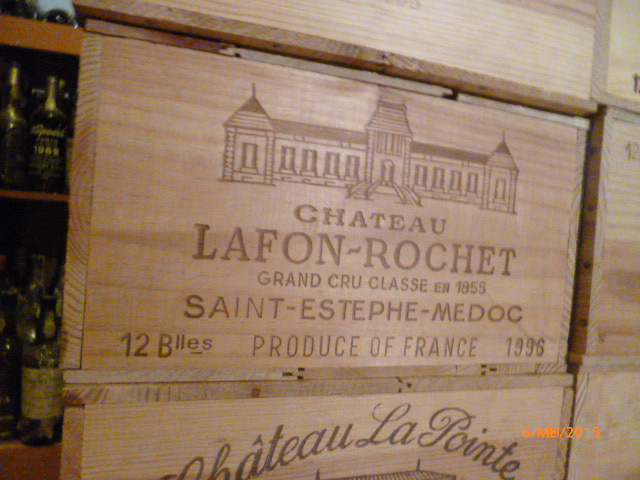 CHATEAU
LAFON-ROCHET
GRAND CRU CLASSE EN 1855
SAINT-ESTEPHE-MEDOC
12 Blles PRODUCE OF FRANCE 1996
Château La Pointe
1969